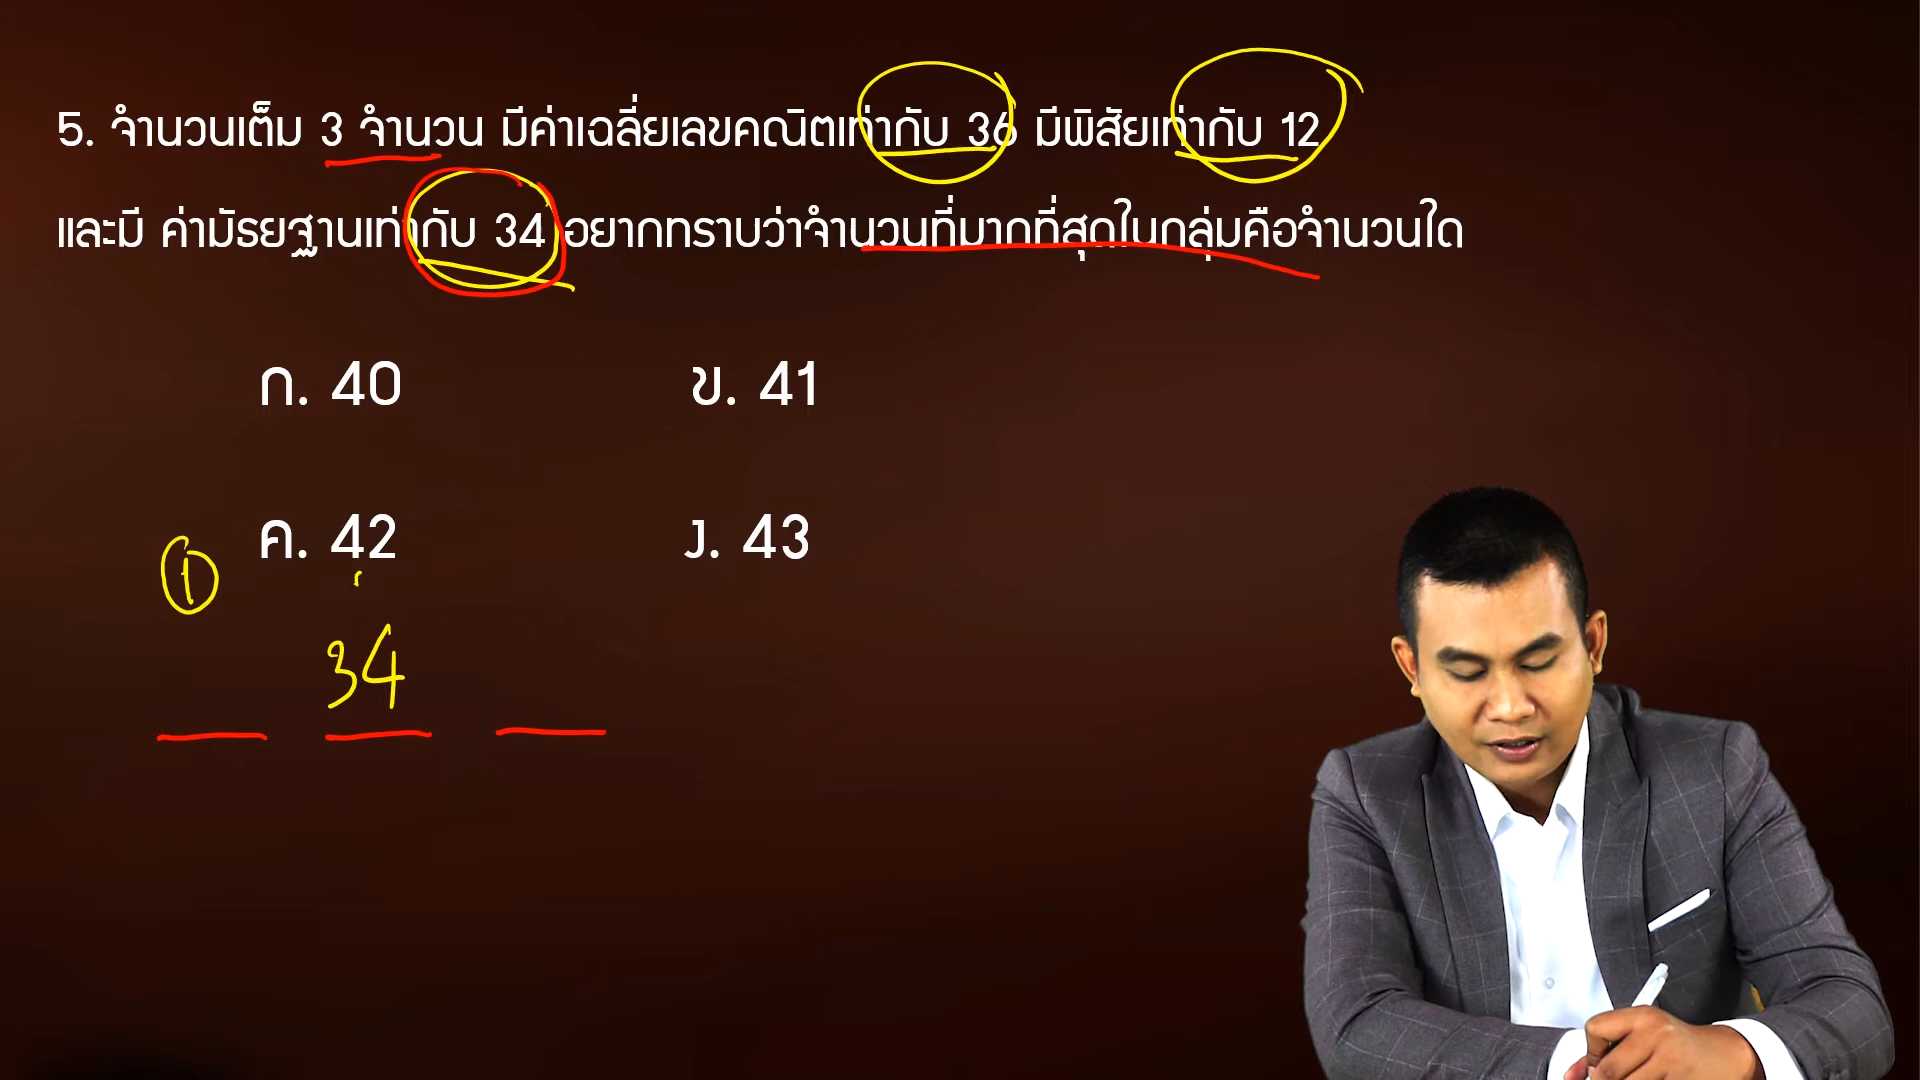 5. จำนวนเต็ม 3 จำนวน มีค่าเฉลี่ยเลขคณิตเท่ากับ 36 มีพิสัยเท่ากับ 12
และมี ค่ามัธยฐานเท่ากับ 34 อยากทราบว่าจำนวนที่มากที่สุดในกลุ่มคือจำนวนใด
ก. 40 ข. 41
ค. 42 ง. 43
1
34